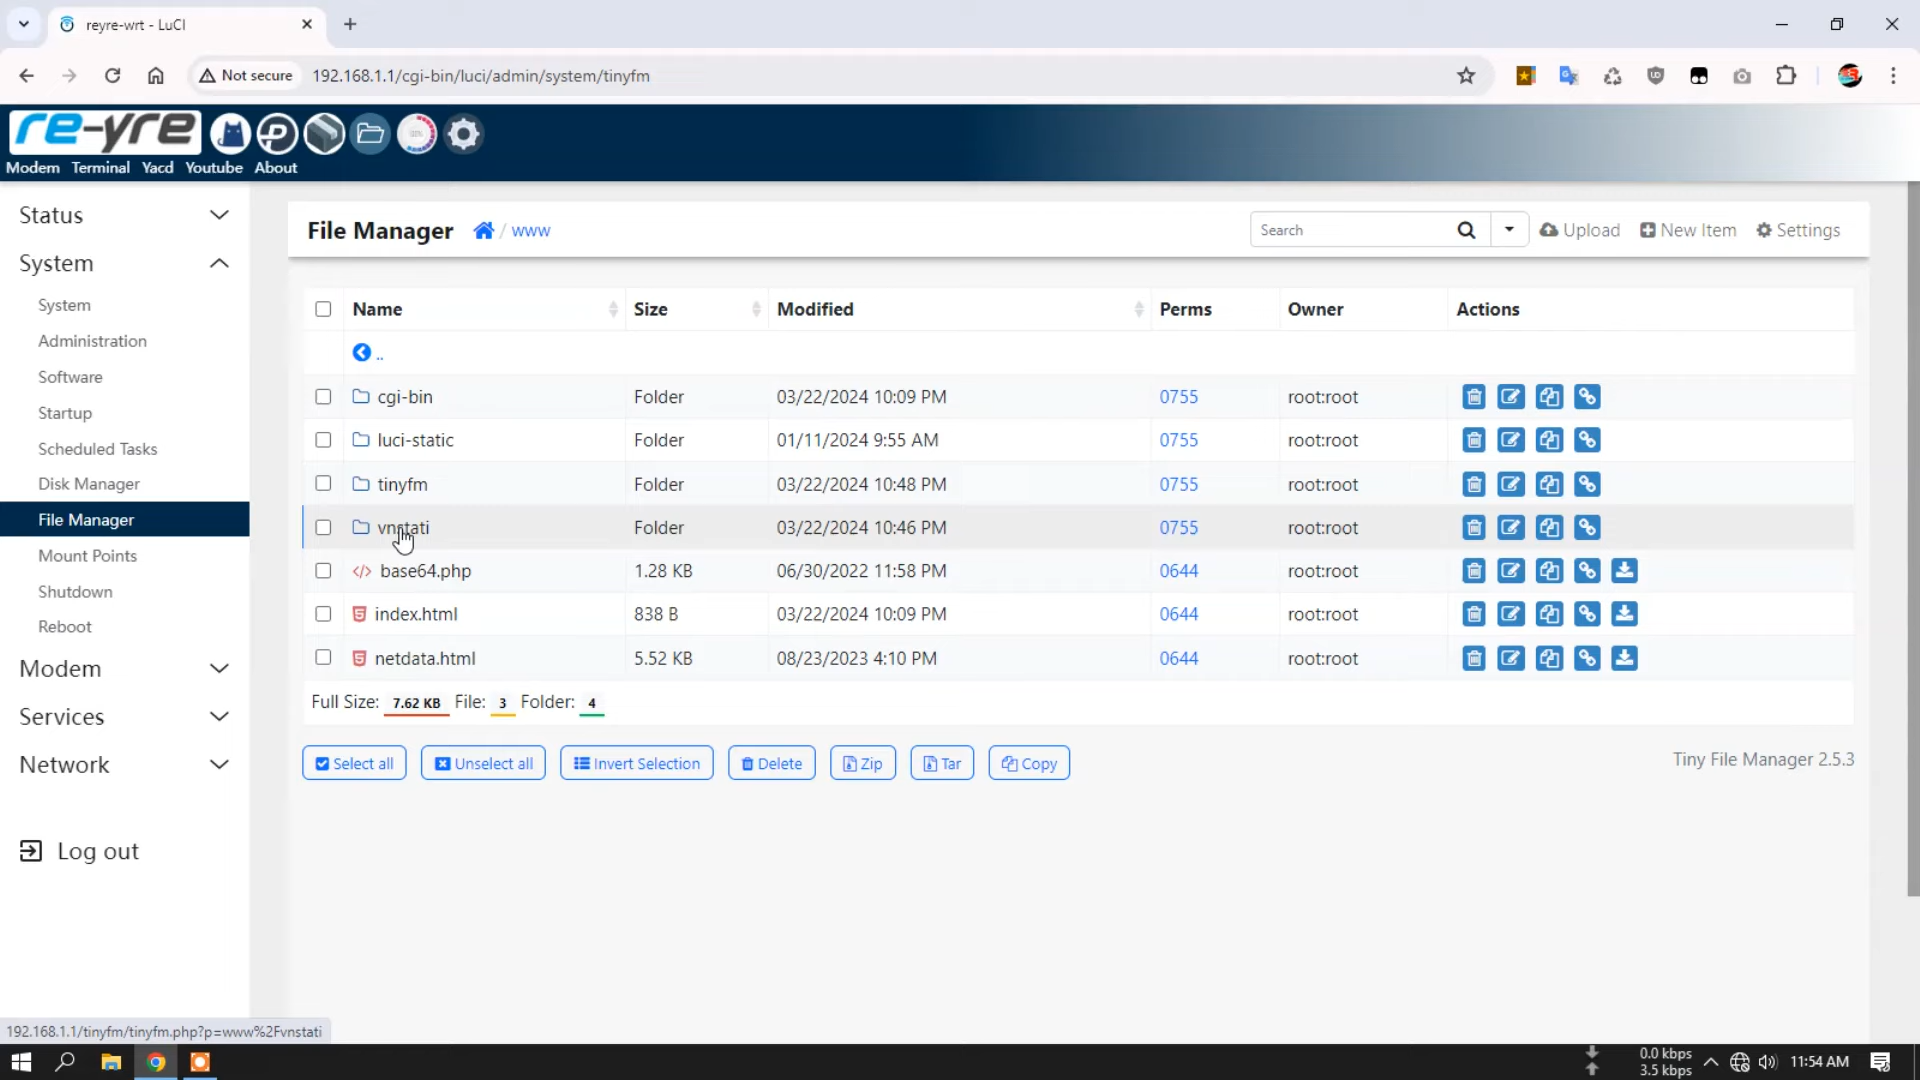 reyre-wrt - LuCI
Not secure 192.168.1.1/cgi-bin/luci/admin/system/tinyfm
re-yre
Modem Terminal Yacd Youtube About
Status
System
System
Administration
Software
Startup
Scheduled Tasks
Disk Manager
File Manager
Mount Points
Shutdown
Reboot
Modem
Services
Network
Log out
File Manager / www
Search
Upload New Item Settings
Name Size Modified Perms Owner Actions
..
cgi-bin Folder 03/22/2024 10:09 PM 0755 root:root
luci-static Folder 01/11/2024 9:55 AM 0755 root:root
tinyfm Folder 03/22/2024 10:48 PM 0755 root:root
vnstati Folder 03/22/2024 10:46 PM 0755 root:root
base64.php 1.28 KB 06/30/2022 11:58 PM 0644 root:root
index.html 838 B 03/22/2024 10:09 PM 0644 root:root
netdata.html 5.52 KB 08/23/2023 4:10 PM 0644 root:root
Full Size: 7.62 KB File: 3 Folder: 4
Select all Unselect all Invert Selection Delete Zip Tar Copy
Tiny File Manager 2.5.3
192.168.1.1/tinyfm/tinyfm.php?p=www%2Fvnstati
0.0 kbps
3.5 kbps
11:54 AM